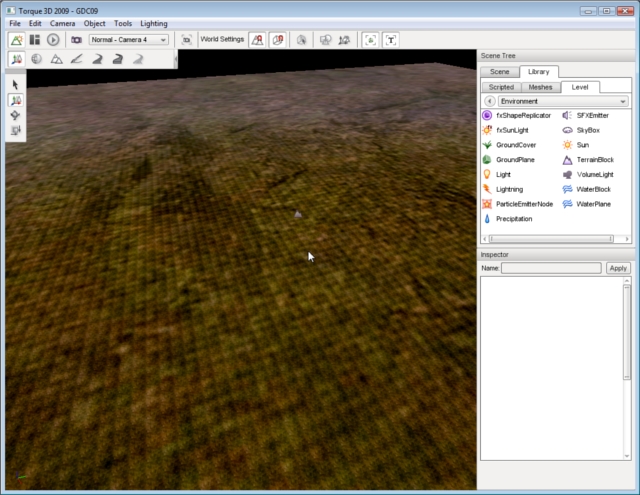 Torque 3D 2009 - GDC09
File Edit Camera Object Tools Lighting
Normal - Camera 4 World Settings
T
Scene Tree
Scene Library
Scripted Meshes Level
Environment
fxShapeReplicator SFXEmitter
fxSunLight SkyBox
GroundCover Sun
GroundPlane TerrainBlock
Light VolumeLight
Lightning WaterBlock
ParticleEmitterNode WaterPlane
Precipitation
Inspector
Name: Apply